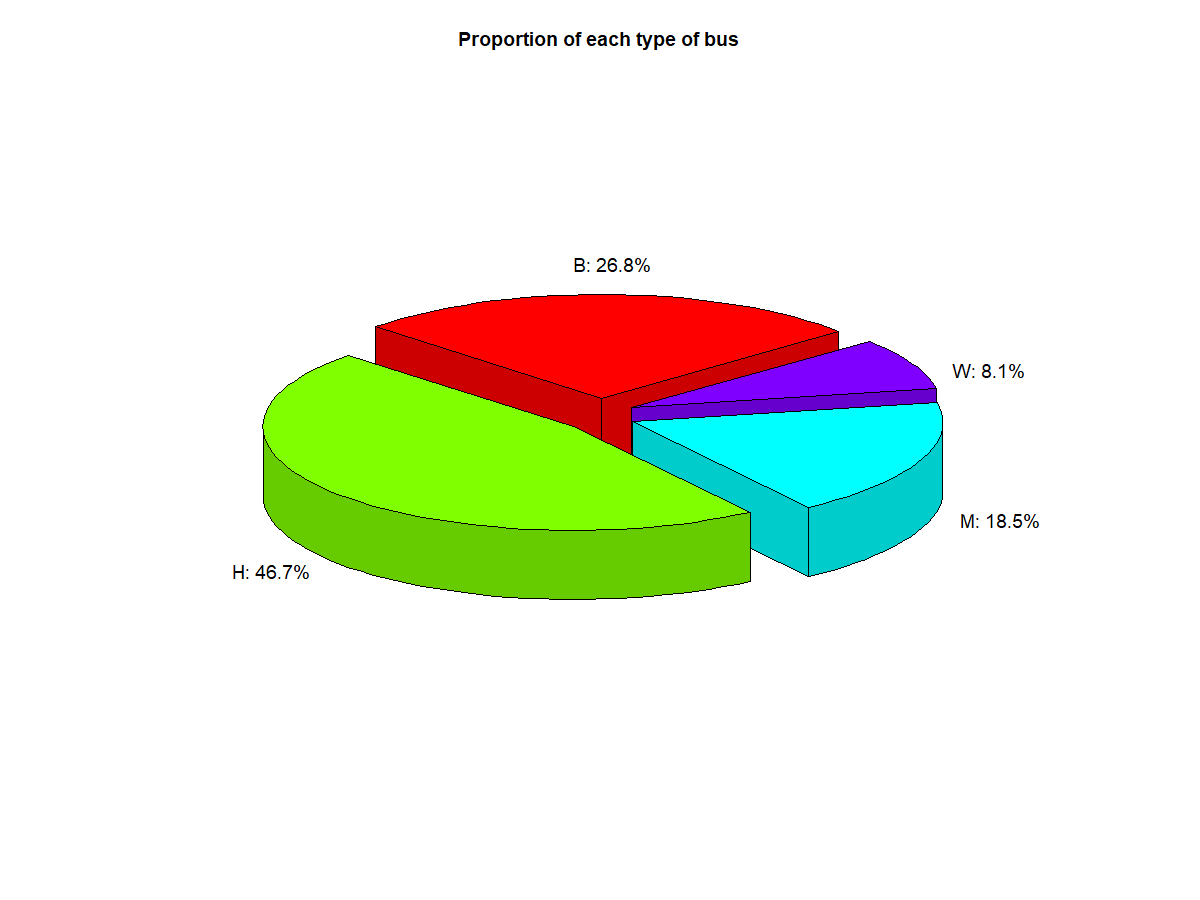 Proportion of each type of bus
B: 26.8%
W: 8.1%
M: 18.5%
H: 46.7%